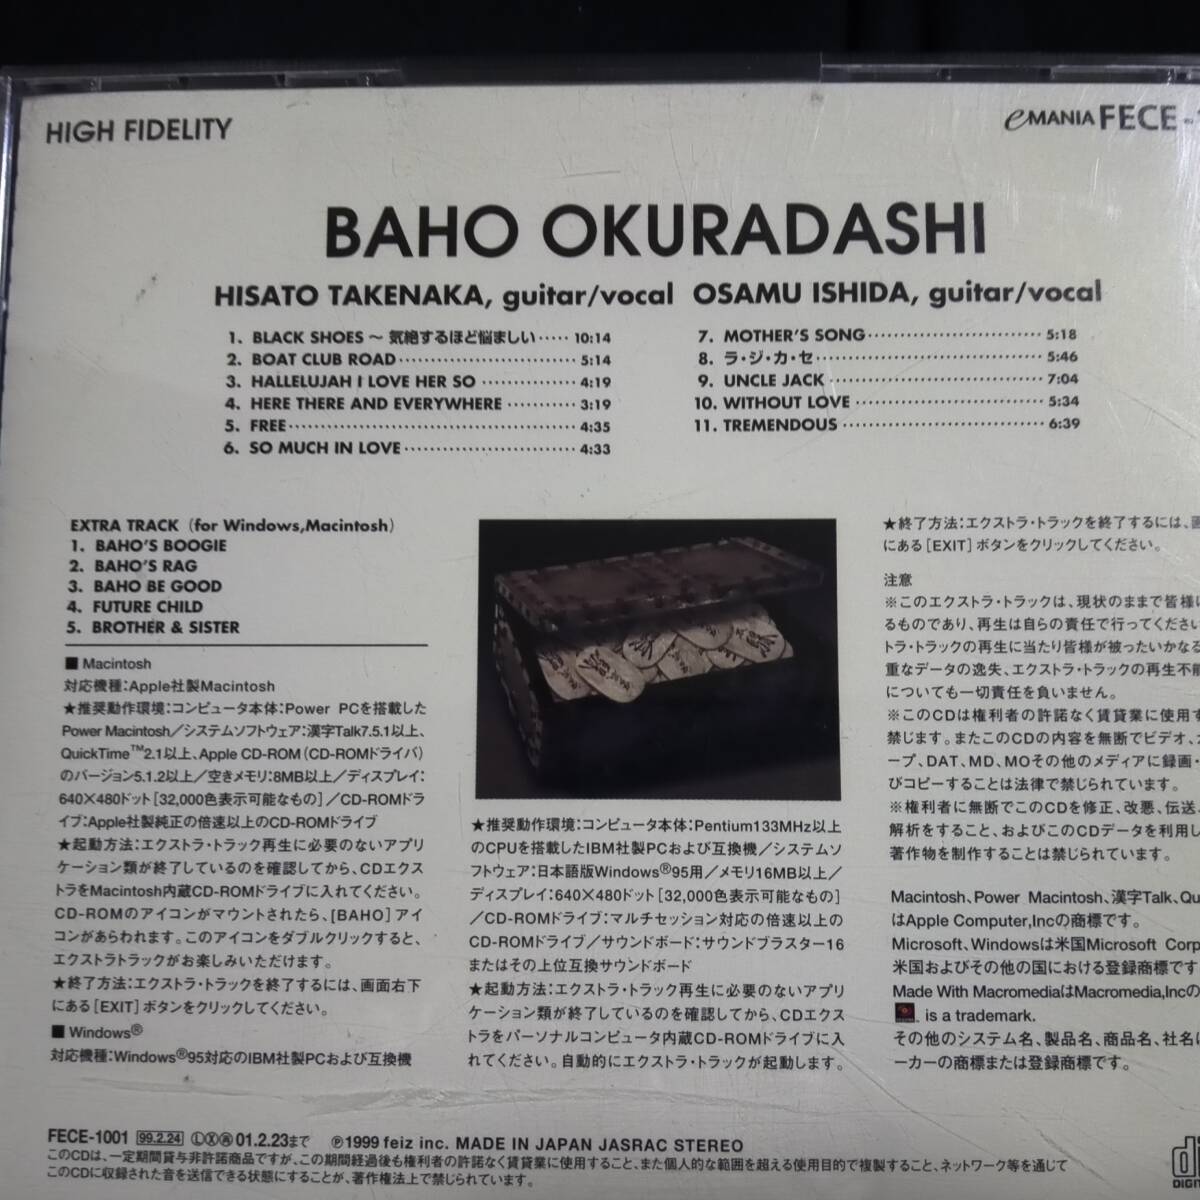 HIGH FIDELITY
eMANIA FECE
BAHO OKURADASHI
HISATO TAKENAKA, guitar/vocal OSAMU ISHIDA, guitar/vocal
1. BLACK SHOES 〜 気絶するほど悩ましい ····· 10:14
2. BOAT CLUB ROAD ····· 5:14
3. HALLELUJAH I LOVE HER SO ····· 4:19
4. HERE THERE AND EVERYWHERE ····· 3:19
5. FREE ····· 4:35
6. SO MUCH IN LOVE ····· 4:33
7. MOTHER'S SONG ····· 5:18
8. ラ・ジ・カ・セ ····· 5:46
9. UNCLE JACK ····· 7:04
10. WITHOUT LOVE ····· 5:34
11. TREMENDOUS ····· 6:39
EXTRA TRACK (for Windows,Macintosh)
1. BAHO'S BOOGIE
2. BAHO'S RAG
3. BAHO BE GOOD
4. FUTURE CHILD
5. BROTHER & SISTER
■ Macintosh
対応機種:Apple社製Macintosh
★推奨動作環境:コンピュータ本体:Power PCを搭載した
Power Macintosh/システムソフトウェア:漢字Talk7.5.1以上、
QuickTime™2.1以上、Apple CD-ROM(CD-ROMドライバ)
のバージョン5.1.2以上/空きメモリ:8MB以上/ディスプレイ:
640×480ドット[32,000色表示可能なもの]/CD-ROMドラ
イブ:Apple社製純正の倍速以上のCD-ROMドライブ
★起動方法:エクストラ・トラック再生に必要のないアプリ
ケーション類が終了しているのを確認してから、CDエクス
トラをMacintosh内蔵CD-ROMドライブに入れてください。
CD-ROMのアイコンがマウントされたら、[BAHO]アイ
コンがあらわれます。このアイコンをダブルクリックすると、
エクストラトラックがお楽しみいただけます。
★終了方法:エクストラ・トラックを終了するには、画面右下
にある[EXIT]ボタンをクリックしてください。
■ Windows®
対応機種:Windows®95対応のIBM社製PCおよび互換機
★推奨動作環境:コンピュータ本体:Pentium133MHz以上
のCPUを搭載したIBM社製PCおよび互換機/システムソ
フトウェア:日本語版Windows®95用/メモリ16MB以上/
ディスプレイ:640×480ドット[32,000色表示可能なもの]
/CD-ROMドライブ:マルチセッション対応の倍速以上の
CD-ROMドライブ/サウンドボード:サウンドブラスター16
またはその上位互換サウンドボード
★起動方法:エクストラ・トラック再生に必要のないアプリ
ケーション類が終了しているのを確認してから、CDエクス
トラをパーソナルコンピュータ内蔵CD-ROMドライブに入
れてください。自動的にエクストラ・トラックが起動します。
★終了方法:エクストラ・トラックを終了するには、画
にある[EXIT]ボタンをクリックしてください。
注意
※このエクストラ・トラックは、現状のままで皆様に
るものであり、再生は自らの責任で行ってください
トラ・トラックの再生に当たり皆様が被ったいかなる
重なデータの逸失、エクストラ・トラックの再生不能
についても一切責任を負いません。
※このCDは権利者の許諾なく賃貸業に使用す
禁じます。またこのCDの内容を無断でビデオ、
ープ、DAT、MD、MOその他のメディアに録画・
びコピーすることは法律で禁じられています。
※権利者に無断でこのCDを修正、改悪、伝送、
解析をすること、およびこのCDデータを利用し
著作物を制作することは禁じられています。
Macintosh、Power Macintosh、漢字Talk、Qu
はApple Computer,Incの商標です。
Microsoft、Windowsは米国Microsoft Corp
米国およびその他の国における登録商標です
Made With MacromediaはMacromedia,Incの
is a trademark.
その他のシステム名、製品名、商品名、社名に
ーカーの商標または登録商標です。
FECE-1001 99.2.24 Ⓛ Ⓧ 再 01.2.23まで ℗1999 feiz inc. MADE IN JAPAN JASRAC STEREO
このCDは、一定期間貸与非許諾商品ですが、この期間経過後も権利者の許諾なく賃貸業に使用すること、また個人的な範囲を超える使用目的で複製すること、ネットワーク等を通じて
このCDに収録された音を送信できる状態にすることが、著作権法上で禁じられています。